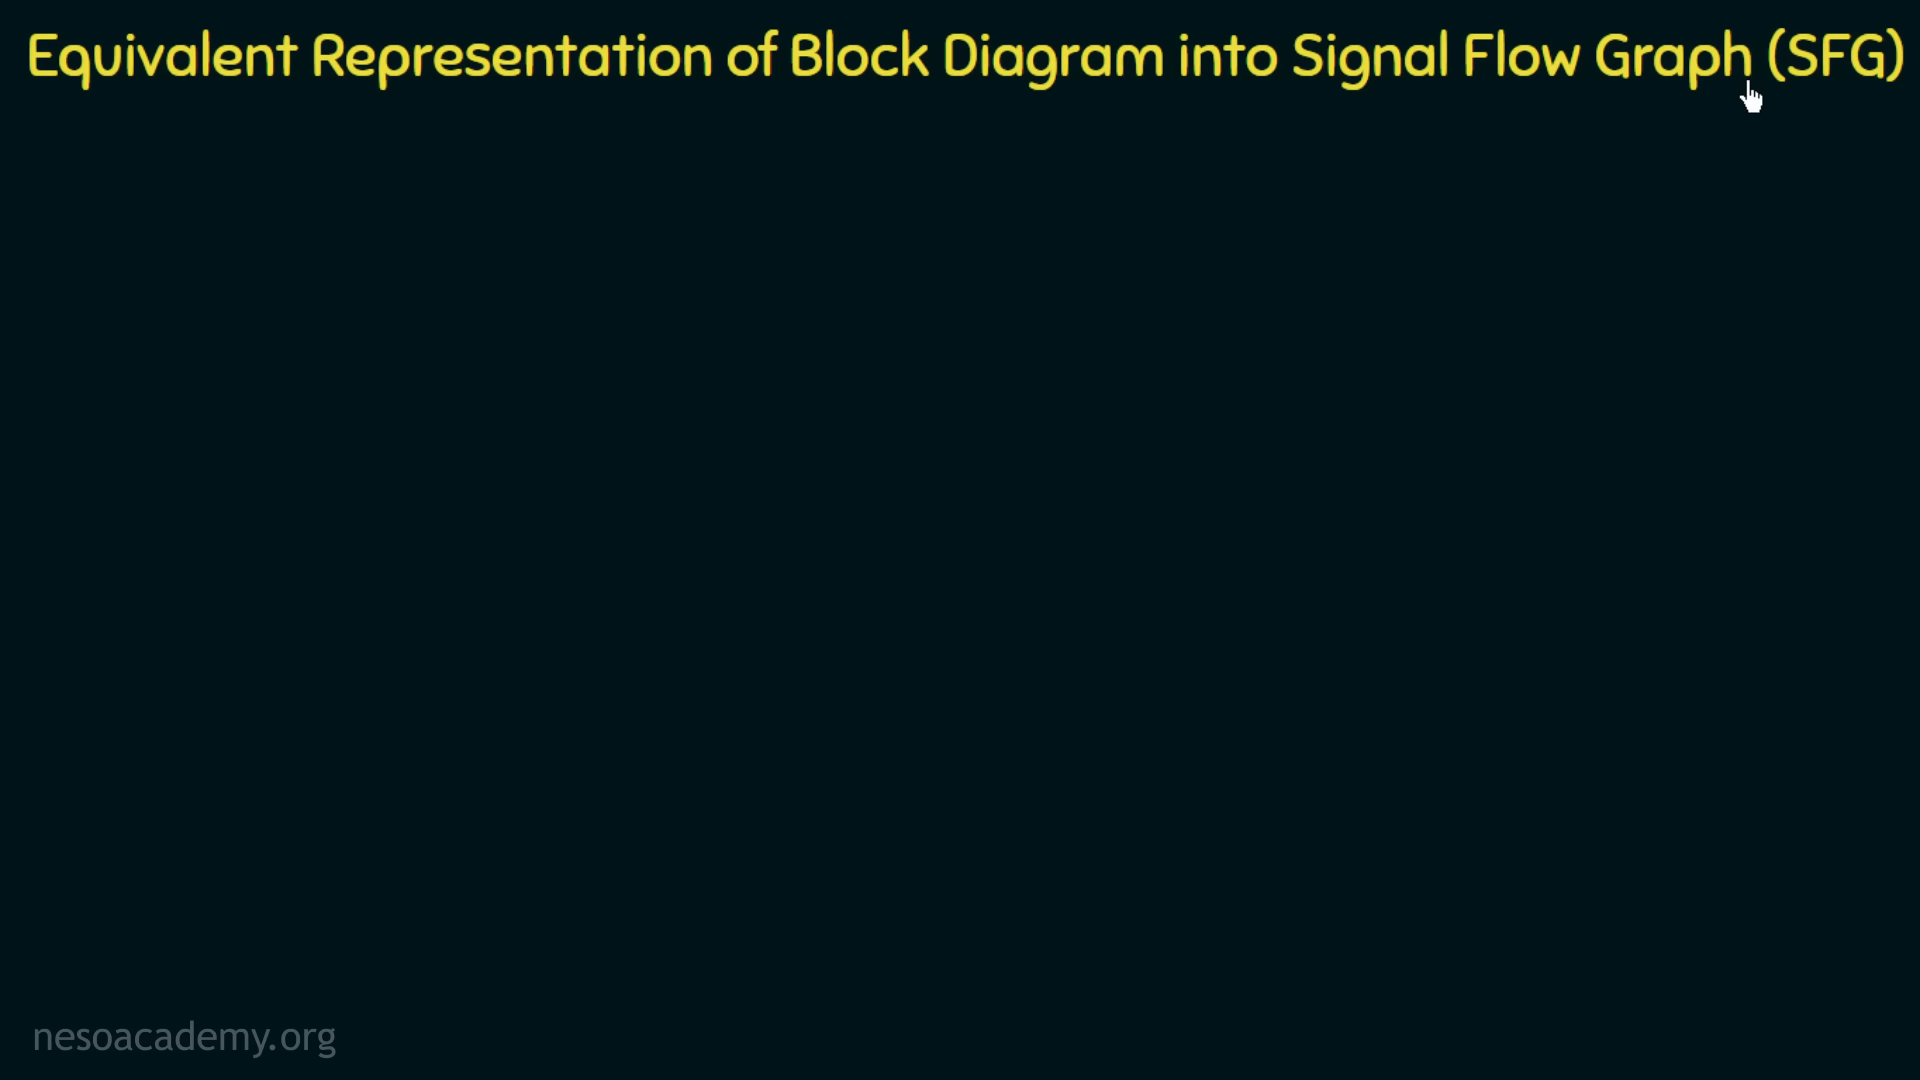 Equivalent Representation of Block Diagram into Signal Flow Graph (SFG)
nesoacademy.org